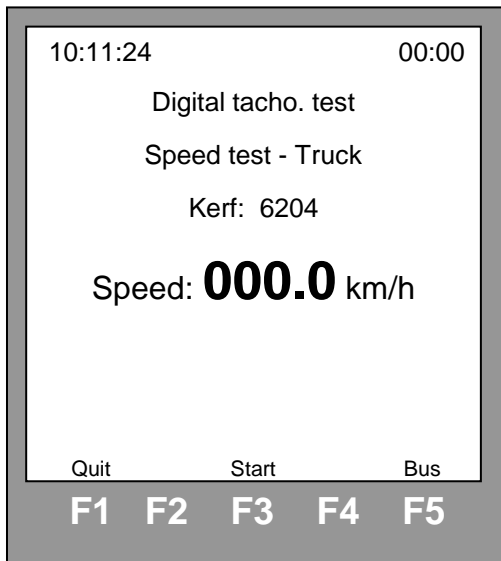 10:11:24 00:00
Digital tacho. test
Speed test - Truck
Kerf: 6204
Speed: 000.0 km/h
Quit Start Bus
F1 F2 F3 F4 F5